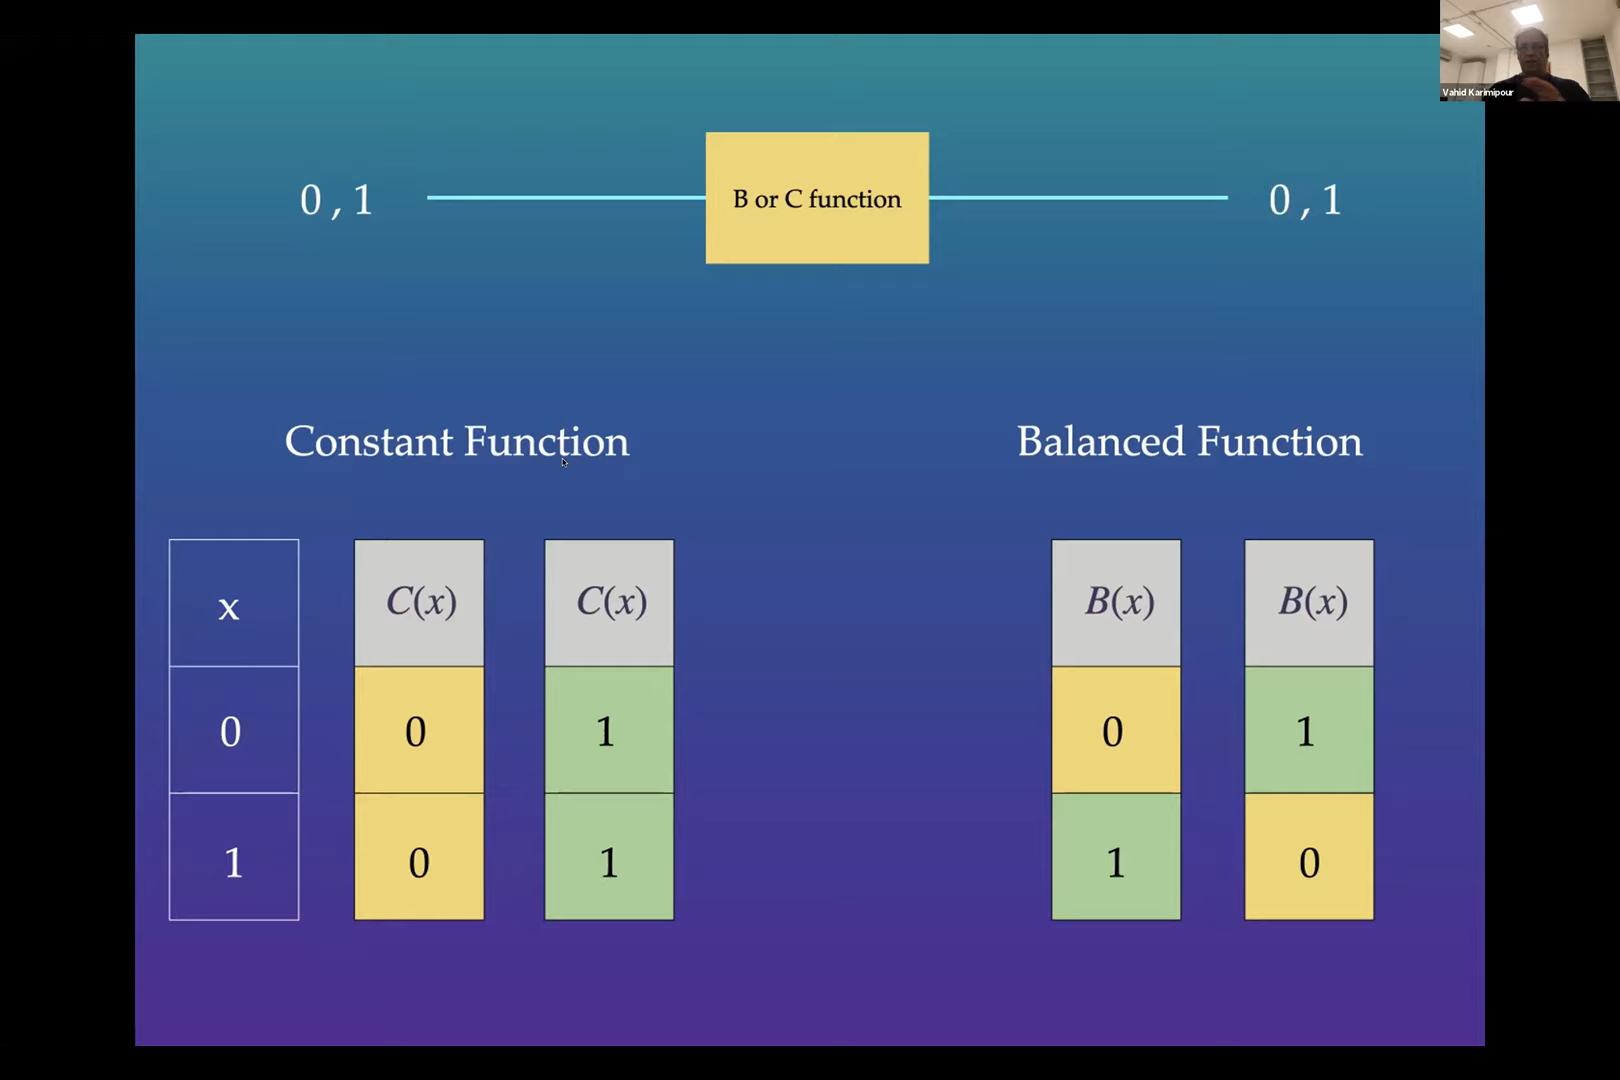 Vahid Karimipour
0 , 1
B or C function
0 , 1
Constant Function
Balanced Function
x C(x) C(x) B(x) B(x)
0 0 1 0 1
1 0 1 1 0